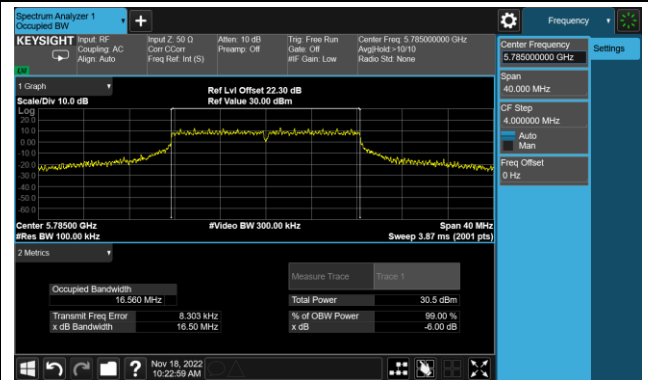 Spectrum Analyzer 1
Occupied BW
Frequency
KEYSIGHT
Input: RF
Coupling: AC
Align: Auto
Input Z: 50 Ω
Corr CCorr
Freq Ref: Int (S)
Atten: 10 dB
Preamp: Off
Trig: Free Run
Gate: Off
#IF Gain: Low
Center Freq: 5.785000000 GHz
Avg|Hold:>10/10
Radio Std: None
LW
Center Frequency
5.785000000 GHz
Settings
Span
40.000 MHz
CF Step
4.000000 MHz
Auto
Man
Freq Offset
0 Hz
1 Graph
Scale/Div 10.0 dB
Ref Lvl Offset 22.30 dB
Ref Value 30.00 dBm
Log
20.0
10.0
0.00
-10.0
-20.0
-30.0
-40.0
-50.0
-60.0
Center 5.78500 GHz
#Video BW 300.00 kHz
Span 40 MHz
#Res BW 100.00 kHz
Sweep 3.87 ms (2001 pts)
2 Metrics
Measure Trace
Trace 1
Occupied Bandwidth
16.560 MHz
Total Power
30.5 dBm
Transmit Freq Error
8.303 kHz
% of OBW Power
99.00 %
x dB Bandwidth
16.50 MHz
x dB
-6.00 dB
Nov 18, 2022
10:22:59 AM